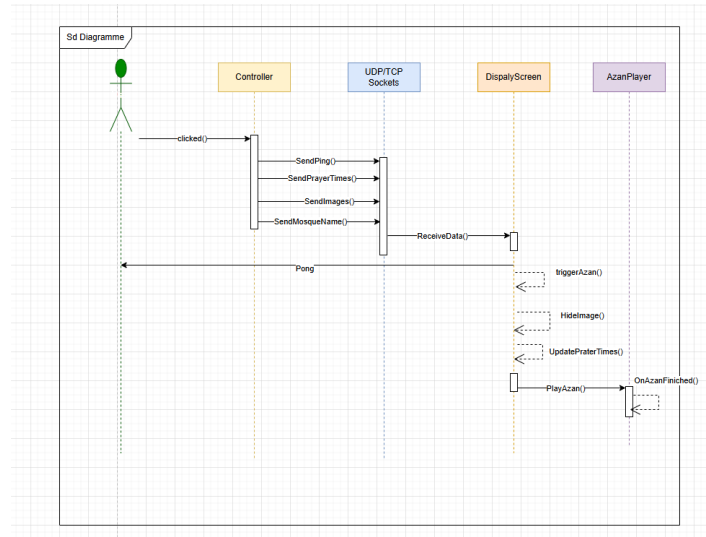 Sd Diagramme
Controller
UDP/TCP
Sockets
DispalyScreen
AzanPlayer
clicked()
SendPing()
SendPrayerTimes()
SendImages()
SendMosqueName()
ReceiveData()
Pong
triggerAzan()
HideImage()
UpdatePraterTimes()
OnAzanFiniched()
PlayAzan()